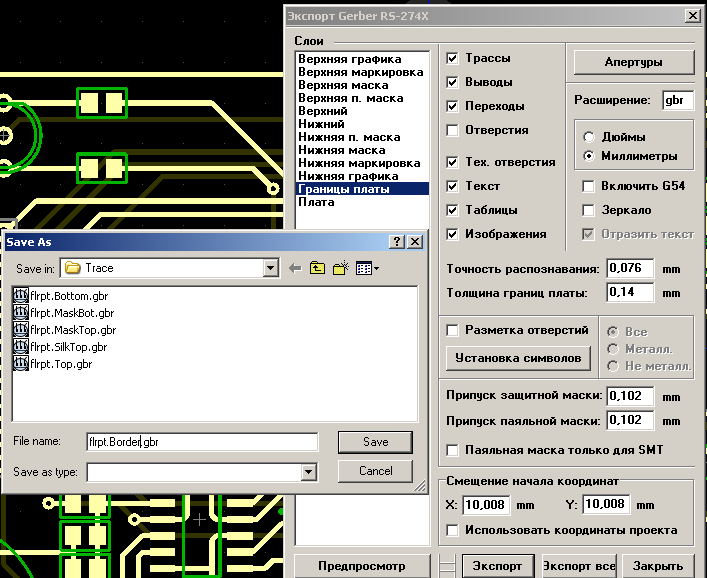 Экспорт Gerber RS-274X
Слои
Верхняя графика
Верхняя маркировка
Верхняя маска
Верхняя п. маска
Верхний
Нижний
Нижняя п. маска
Нижняя маска
Нижняя маркировка
Нижняя графика
Границы платы
Плата
Трассы
Выводы
Переходы
Отверстия
Тех. отверстия
Текст
Таблицы
Изображения
Апертуры
Расширение: gbr
Дюймы
Миллиметры
Включить G54
Зеркало
Отразить текст
Точность распознавания: 0,076 mm
Толщина границ платы: 0,14 mm
Разметка отверстий
Установка символов
Все
Металл.
Не металл.
Припуск защитной маски: 0,102 mm
Припуск паяльной маски: 0,102 mm
Паяльная маска только для SMT
Смещение начала координат
X: 10,008 mm Y: 10,008 mm
Использовать координаты проекта
Предпросмотр
Экспорт
Экспорт все
Закрыть
Save As
Save in: Trace
flrpt.Bottom.gbr
flrpt.MaskBot.gbr
flrpt.MaskTop.gbr
flrpt.SilkTop.gbr
flrpt.Top.gbr
File name: flrpt.Border.gbr
Save
Save as type:
Cancel